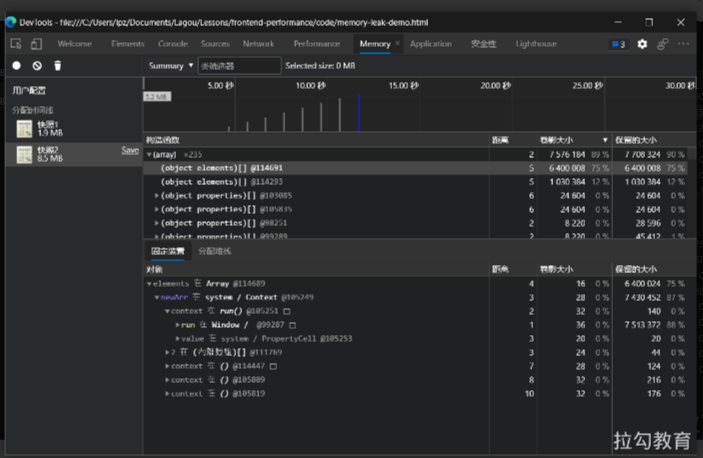 DevTools - file:///C:/Users/lpz/Documents/Lagou/Lessons/frontend-performance/code/memory-leak-demo.html
Welcome Elements Console Sources Network Performance Memory × Application 安全性 Lighthouse 3
Summary ▼ 类筛选器 Selected size: 0 MB
用户配置
分配时间线
快照1
1.9 MB
快照2 Save
8.5 MB
5.00 秒 10.00 秒 15.00 秒 20.00 秒 25.00 秒 30.00 秒
构造函数 距离 卷影大小 ▼ 保留的大小
(array) ×235 2 7 576 184 89 % 7 708 324 90 %
(object elements)[] @114691 5 6 400 008 75 % 6 400 008 75 %
(object elements)[] @114293 5 1 030 384 12 % 1 030 384 12 %
(object properties)[] @103085 6 24 604 0 % 24 604 0 %
(object properties)[] @105835 6 24 604 0 % 24 604 0 %
(object properties)[] @98251 2 8 220 0 % 28 596 0 %
(object properties)[] @99289 2 8 220 0 % 45 412 1 %
固定装置 分配堆栈
对象 距离 卷影大小 保留的大小
elements 在 Array @114689 4 16 0 % 6 400 024 75 %
newArr 在 system / Context @105249 3 28 0 % 7 430 452 87 %
context 在 run() @105251 2 32 0 % 140 0 %
run 在 Window / @99287 1 36 0 % 7 513 372 88 %
value 在 system / PropertyCell @105253 3 20 0 % 20 0 %
2 在 (内部数组)[] @111769 3 24 0 % 44 0 %
context 在 () @114447 7 28 0 % 124 0 %
context 在 () @105809 8 32 0 % 216 0 %
context 在 () @105819 10 32 0 % 176 0 %
拉勾教育